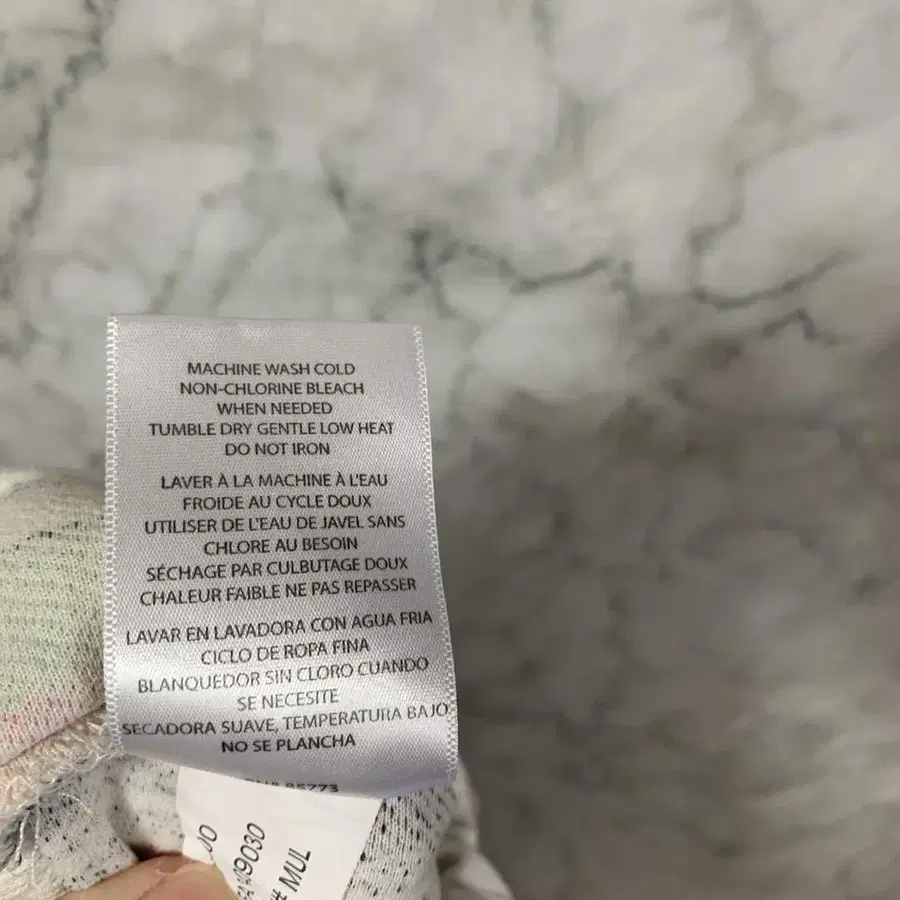 MACHINE WASH COLD
NON-CHLORINE BLEACH
WHEN NEEDED
TUMBLE DRY GENTLE LOW HEAT
DO NOT IRON
LAVER À LA MACHINE À L'EAU
FROIDE AU CYCLE DOUX
UTILISER DE L'EAU DE JAVEL SANS
CHLORE AU BESOIN
SÉCHAGE PAR CULBUTAGE DOUX
CHALEUR FAIBLE NE PAS REPASSER
LAVAR EN LAVADORA CON AGUA FRIA
CICLO DE ROPA FINA
BLANQUEDOR SIN CLORO CUANDO
SE NECESITE
SECADORA SUAVE, TEMPERATURA BAJO
NO SE PLANCHA
MUL